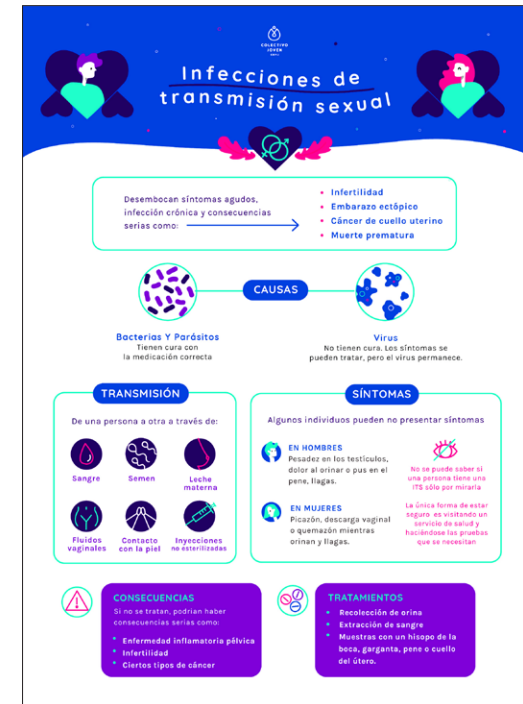 COLECTIVO
JOVEN
Infecciones de
transmisión sexual
Desembocan síntomas agudos,
infección crónica y consecuencias
serias como:
• Infertilidad
• Embarazo ectópico
• Cáncer de cuello uterino
• Muerte prematura
CAUSAS
Bacterias Y Parásitos
Tienen cura con
la medicación correcta
Virus
No tienen cura. Los síntomas se
pueden tratar, pero el virus permanece.
TRANSMISIÓN
De una persona a otra a través de:
Sangre
Semen
Leche
materna
Fluidos
vaginales
Contacto
con la piel
Inyecciones
no esterilizadas
SÍNTOMAS
Algunos individuos pueden no presentar síntomas
EN HOMBRES
Pesadez en los testículos,
dolor al orinar o pus en el
pene, llagas.
EN MUJERES
Picazón, descarga vaginal
o quemazón mientras
orinan y llagas.
No se puede saber si
una persona tiene una
ITS sólo por mirarla
La única forma de estar
seguro es visitando un
servicio de salud y
haciéndose las pruebas
que se necesitan
CONSECUENCIAS
Si no se tratan, podrían haber
consecuencias serias como:
• Enfermedad inflamatoria pélvica
• Infertilidad
• Ciertos tipos de cáncer
TRATAMIENTOS
• Recolección de orina
• Extracción de sangre
• Muestras con un hisopo de la
boca, garganta, pene o cuello
del útero.